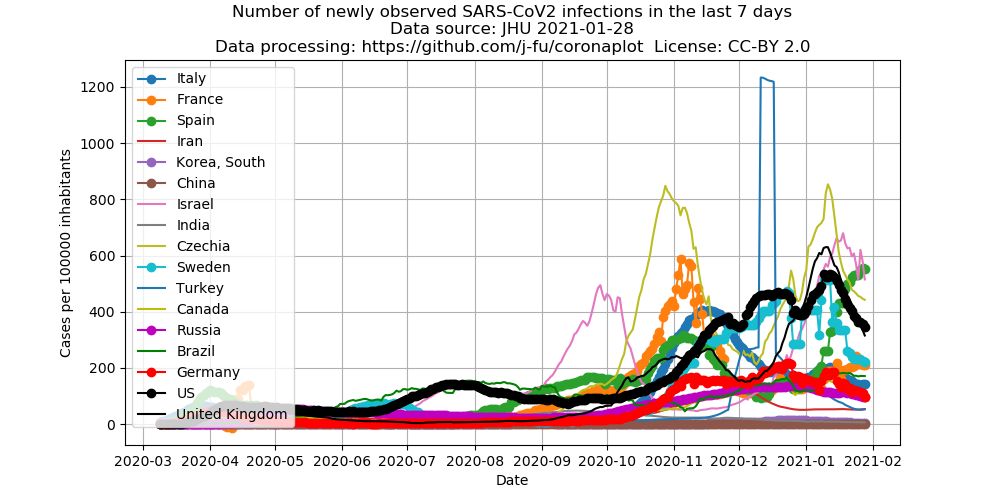 Number of newly observed SARS-CoV2 infections in the last 7 days
Data source: JHU 2021-01-28
Data processing: https://github.com/j-fu/coronaplot  License: CC-BY 2.0
Cases per 100000 inhabitants
1200
1000
800
600
400
200
0
Italy
France
Spain
Iran
Korea, South
China
Israel
India
Czechia
Sweden
Turkey
Canada
Russia
Brazil
Germany
US
United Kingdom
2020-03 2020-04 2020-05 2020-06 2020-07 2020-08 2020-09 2020-10 2020-11 2020-12 2021-01 2021-02
Date